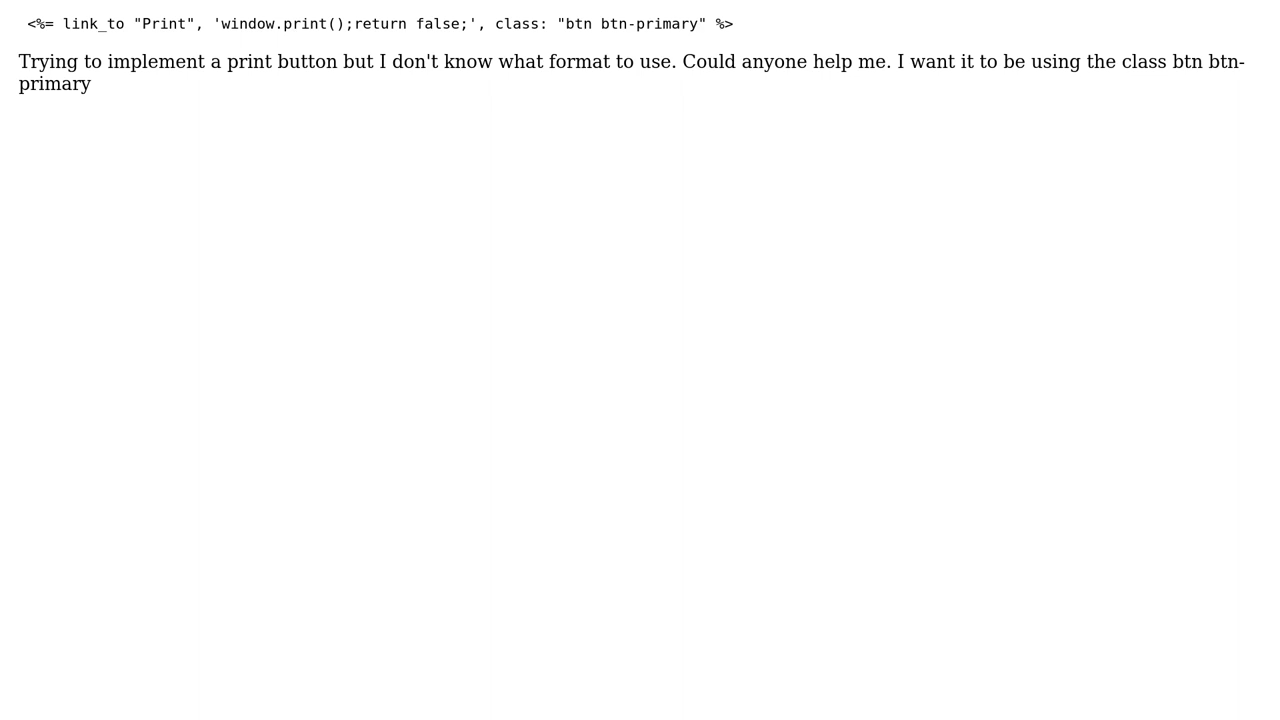 <%= link_to "Print", 'window.print();return false;', class: "btn btn-primary" %>
Trying to implement a print button but I don't know what format to use. Could anyone help me. I want it to be using the class btn btn-
primary